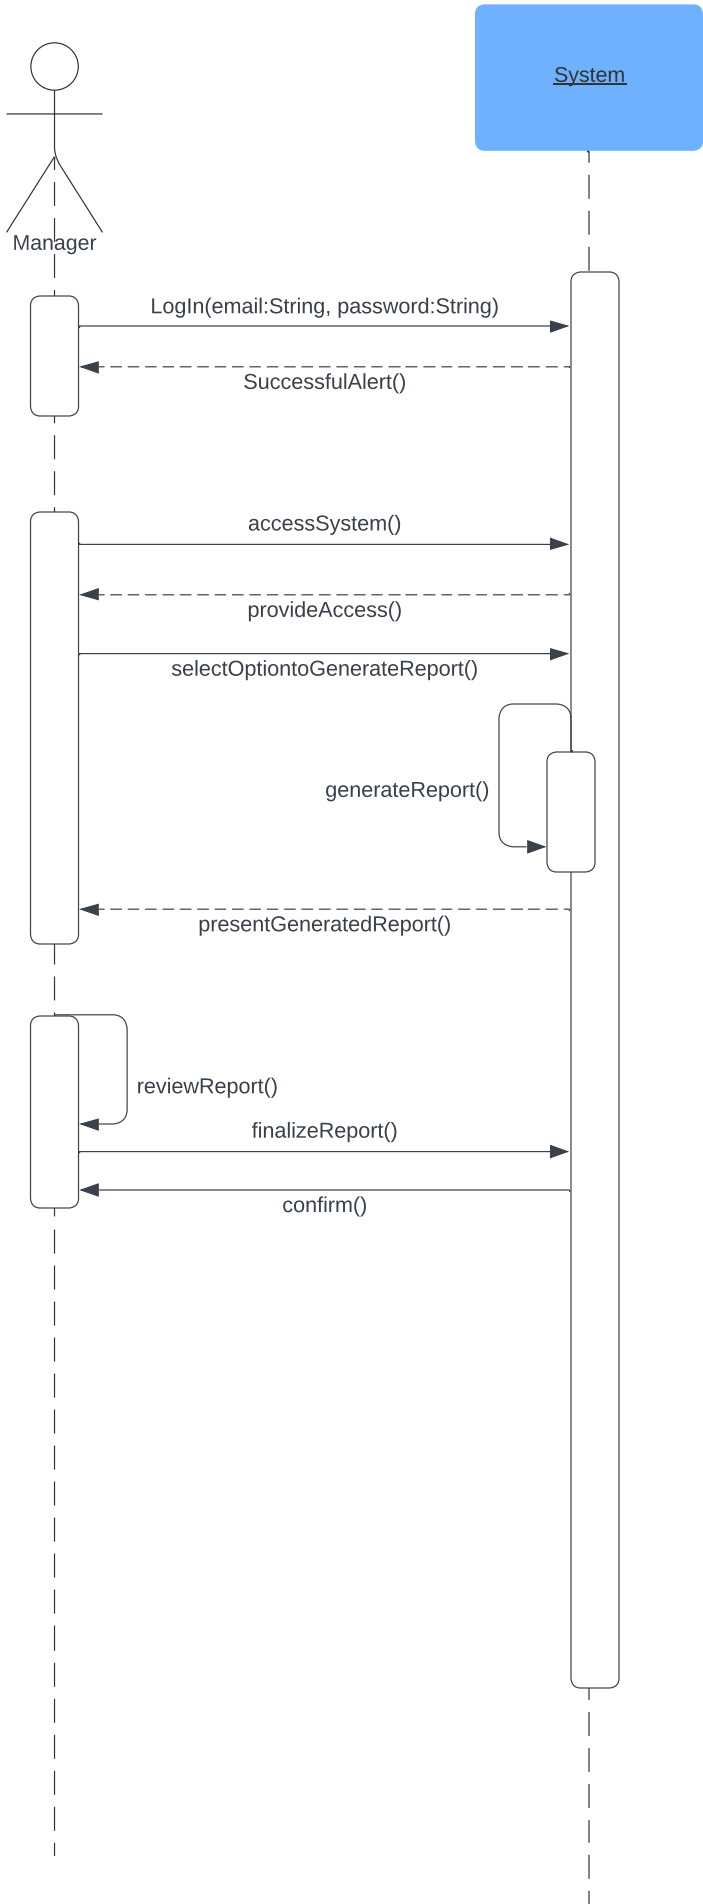 System
Manager
LogIn(email:String, password:String)
SuccessfulAlert()
accessSystem()
provideAccess()
selectOptiontoGenerateReport()
generateReport()
presentGeneratedReport()
reviewReport()
finalizeReport()
confirm()